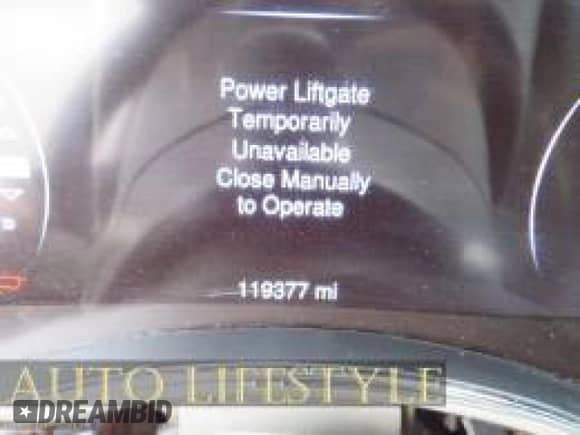 Power Liftgate
Temporarily
Unavailable
Close Manually
to Operate
119377 mi
AUTO LIFESTYLE
DREAMBID